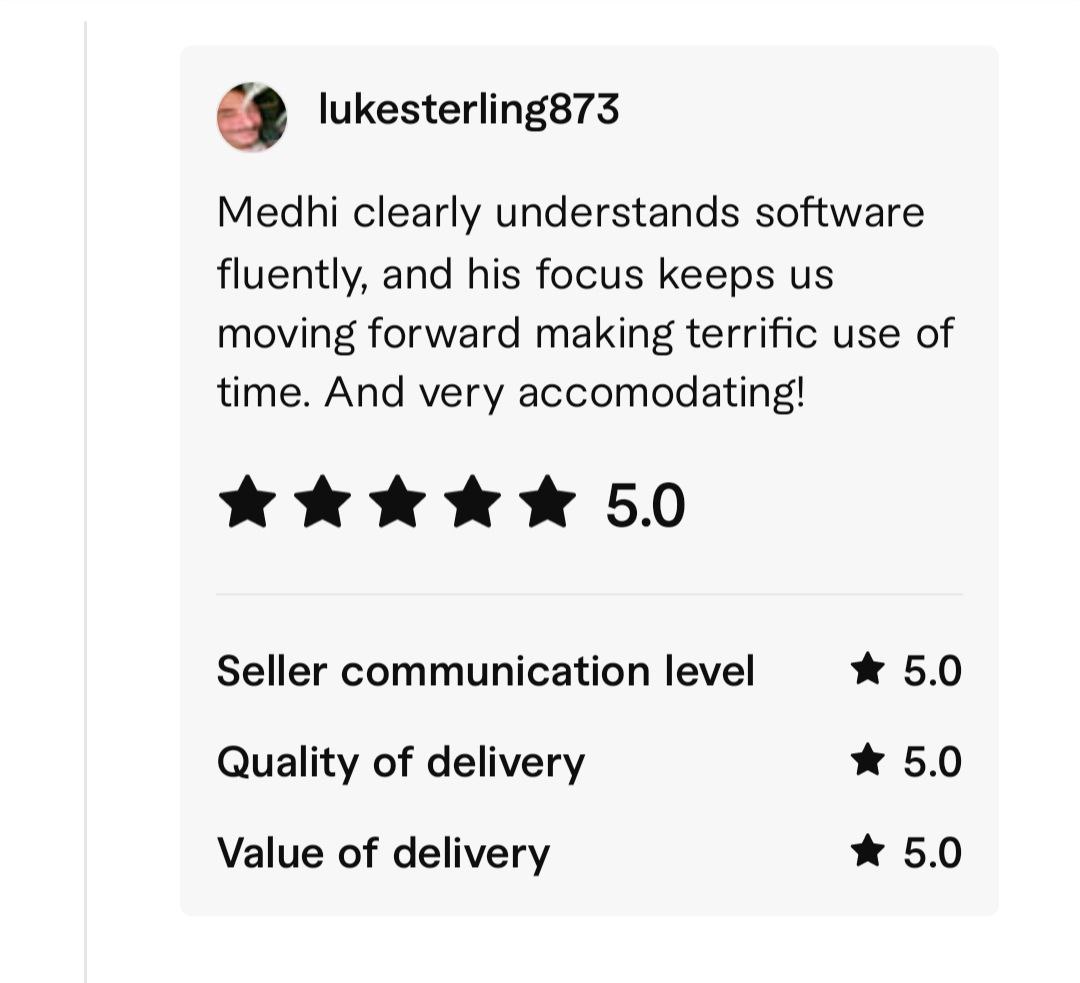 lukesterling873
Medhi clearly understands software
fluently, and his focus keeps us
moving forward making terrific use of
time. And very accomodating!
5.0
Seller communication level 5.0
Quality of delivery 5.0
Value of delivery 5.0